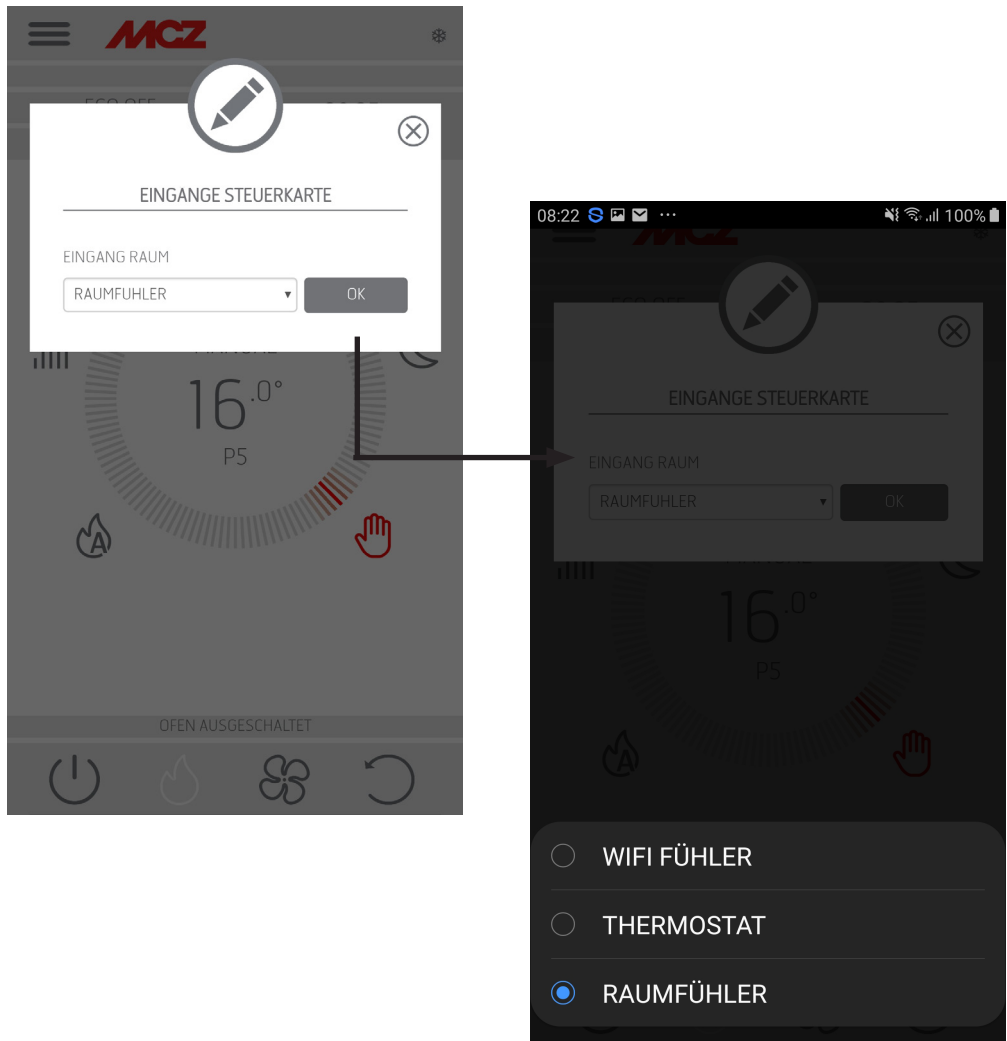 MCZ
EINGANGE STEUERKARTE
EINGANG RAUM
RAUMFUHLER
OK
16.0°
P5
A
OFEN AUSGESCHALTET
08:22 ... 100%
MCZ
EINGANGE STEUERKARTE
EINGANG RAUM
RAUMFUHLER
OK
16.0°
P5
A
WIFI FÜHLER
THERMOSTAT
RAUMFÜHLER